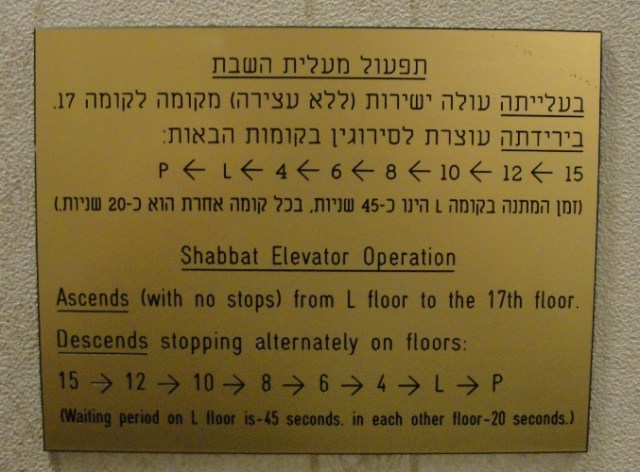 תפעול מעלית השבת
בעלייתה עולה ישירות (ללא עצירה) מקומה L לקומה 17.
בירידתה עוצרת לסירוגין בקומות הבאות:
15 ← 12 ← 10 ← 8 ← 6 ← 4 ← L ← P
(זמן המתנה בקומה L הינו כ-45 שניות, בכל קומה אחרת הוא כ-20 שניות.)
Shabbat Elevator Operation
Ascends (with no stops) from L floor to the 17th floor.
Descends stopping alternately on floors:
15 → 12 → 10 → 8 → 6 → 4 → L → P
(Waiting period on L floor is-45 seconds. in each other floor-20 seconds.)